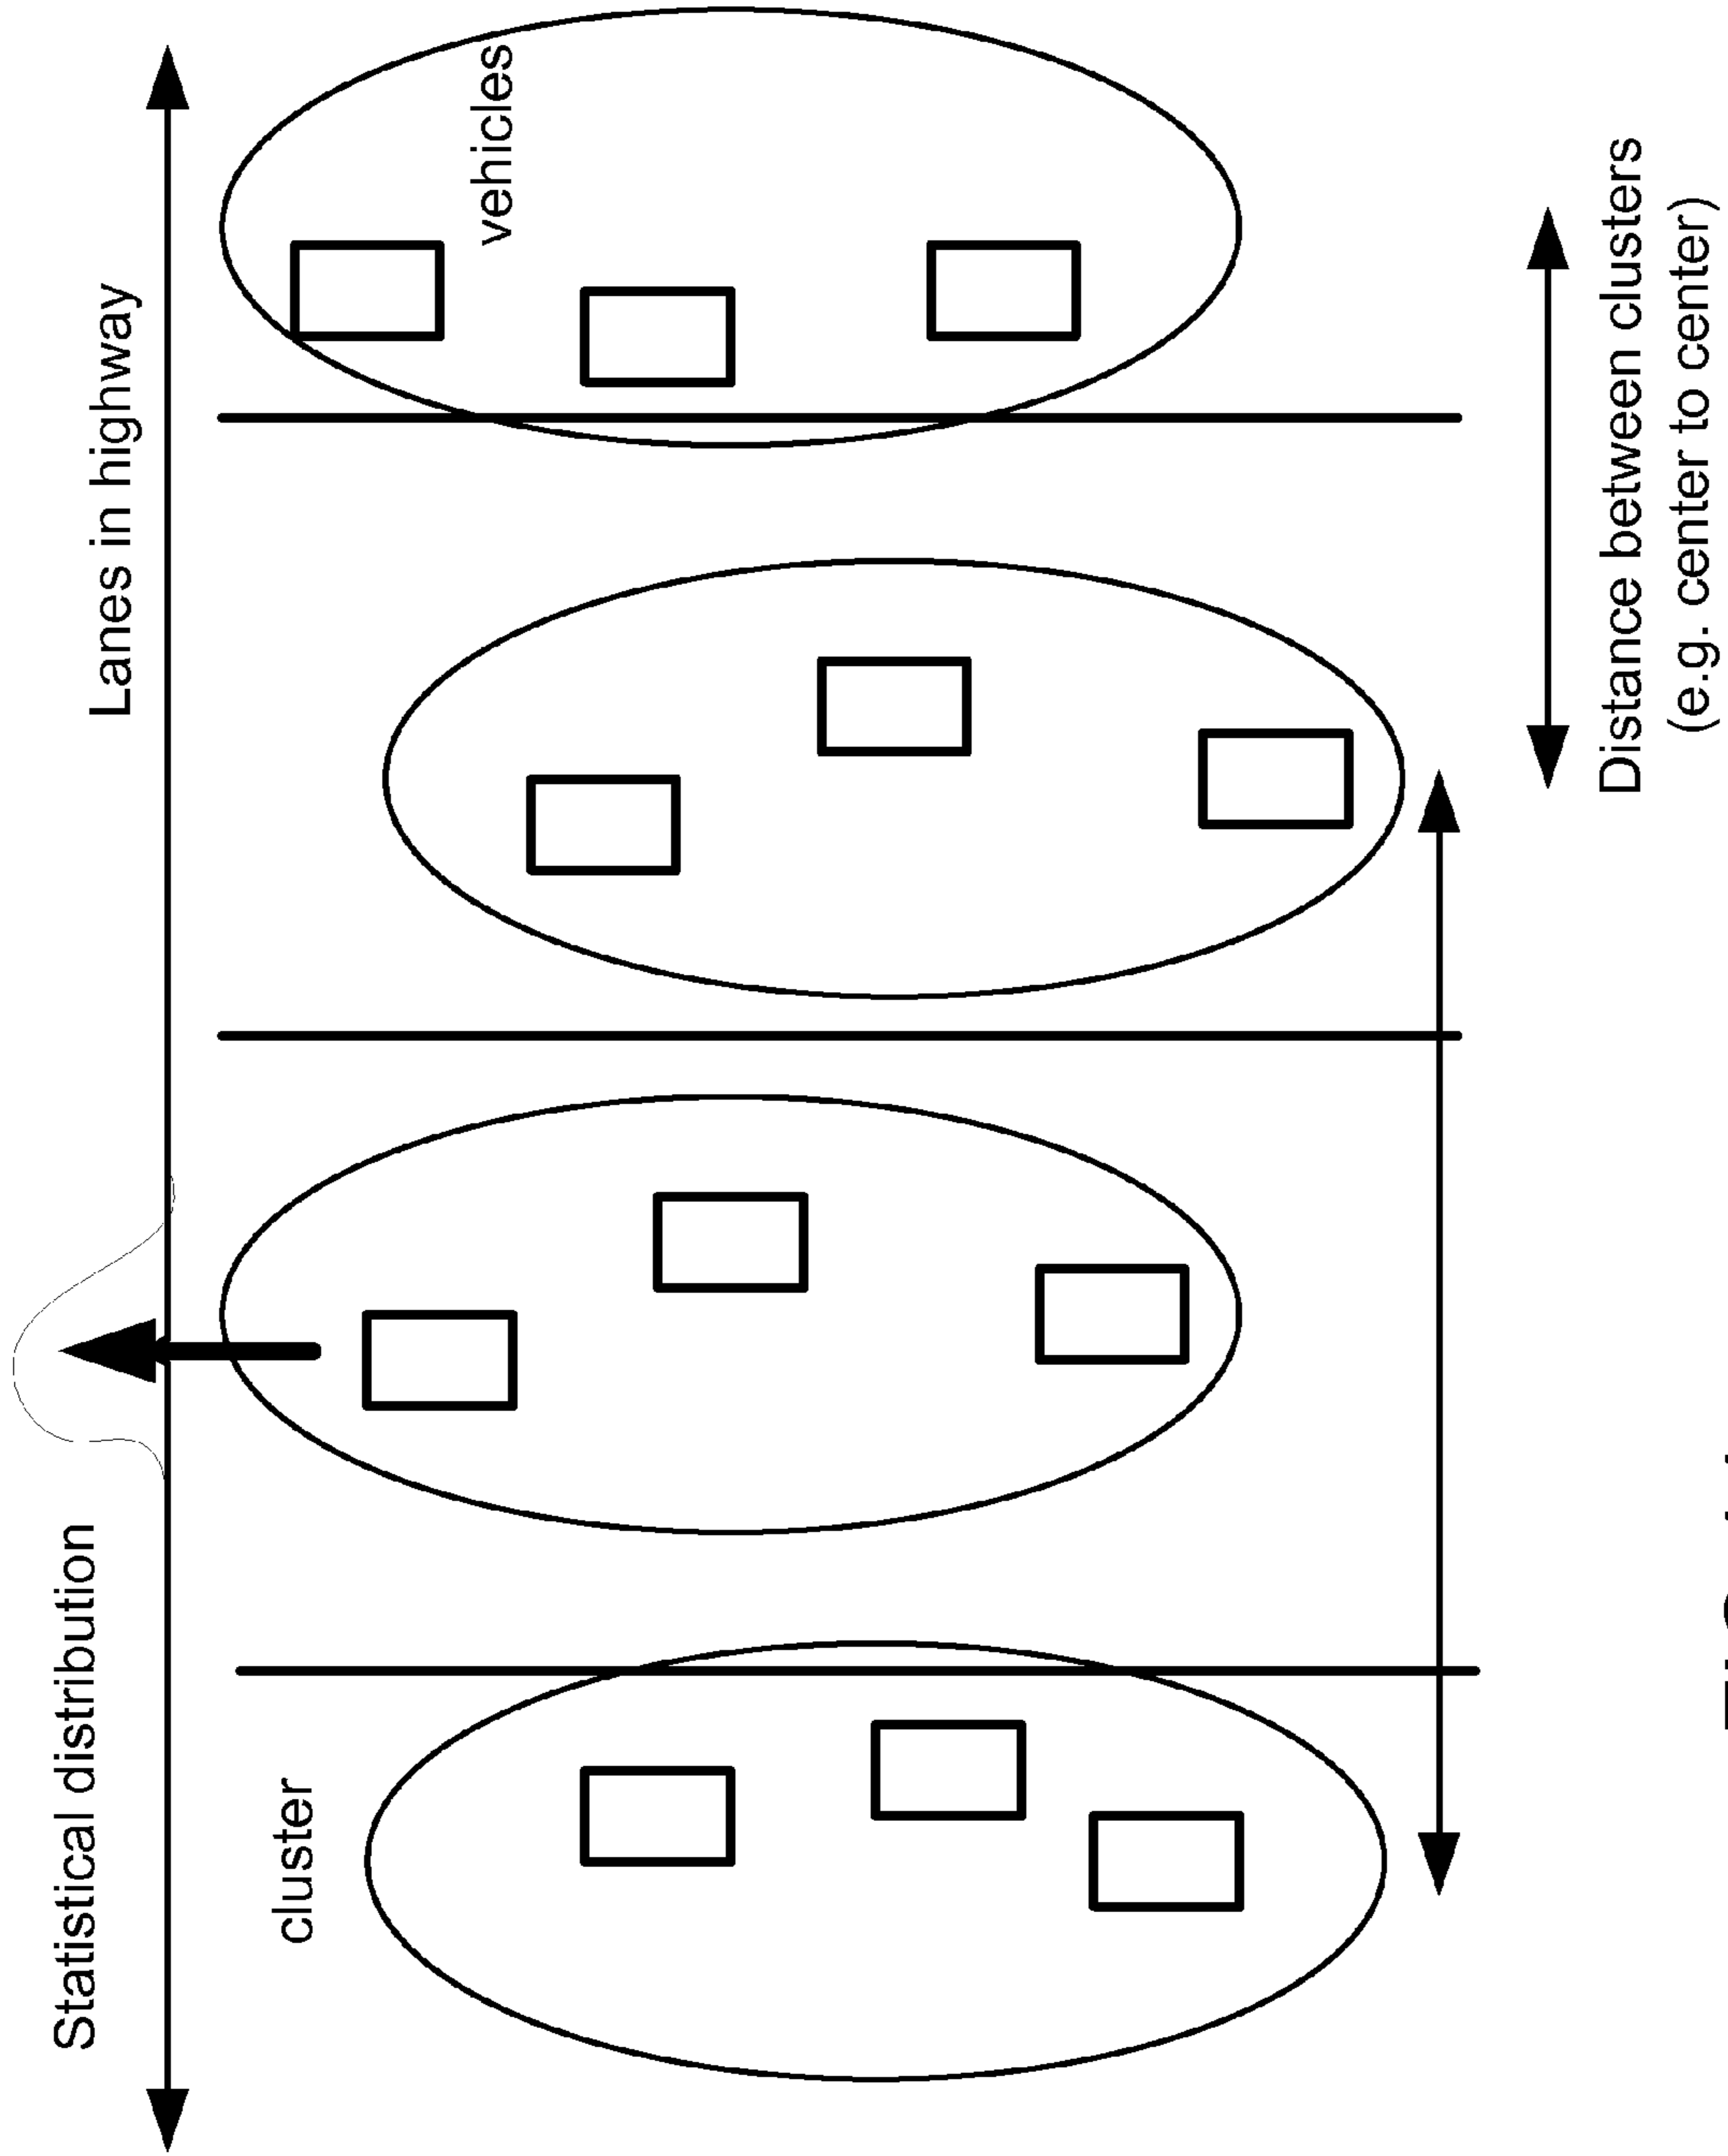 Statistical distribution
Lanes in highway
cluster
vehicles
Distance between clusters
(e.g. center to center)